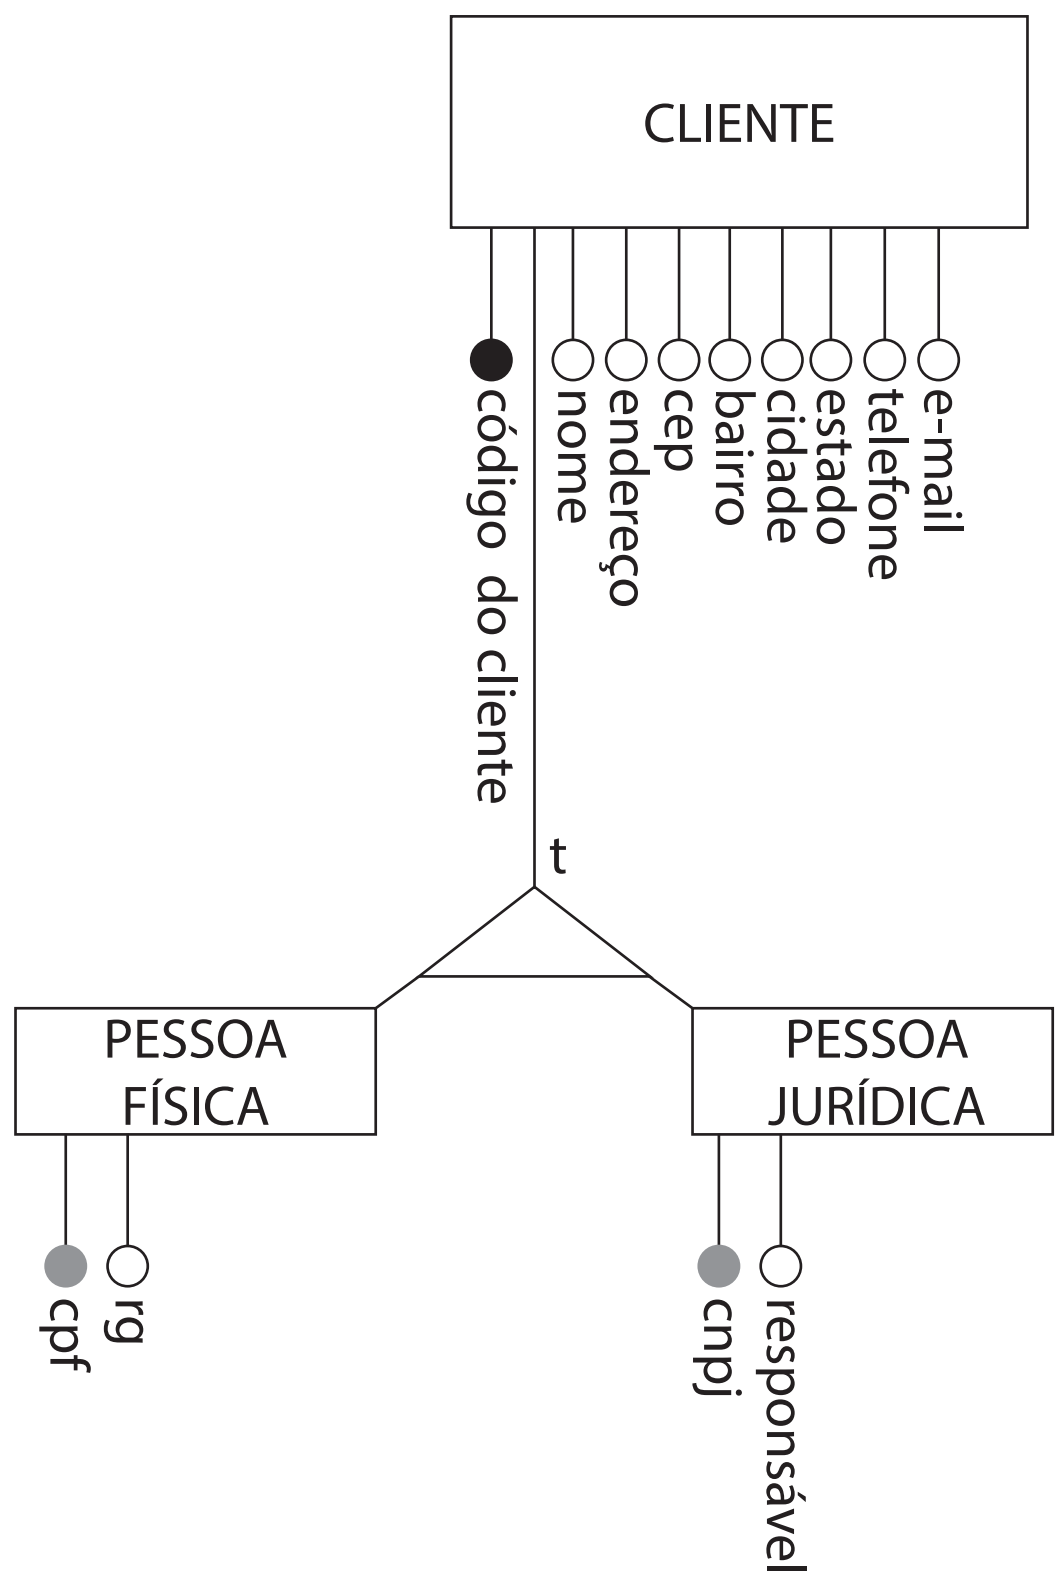 CLIENTE
código do cliente
nome
endereço
cep
bairro
cidade
estado
telefone
e-mail
t
PESSOA
FÍSICA
PESSOA
JURÍDICA
cpf
rg
cnpj
responsável